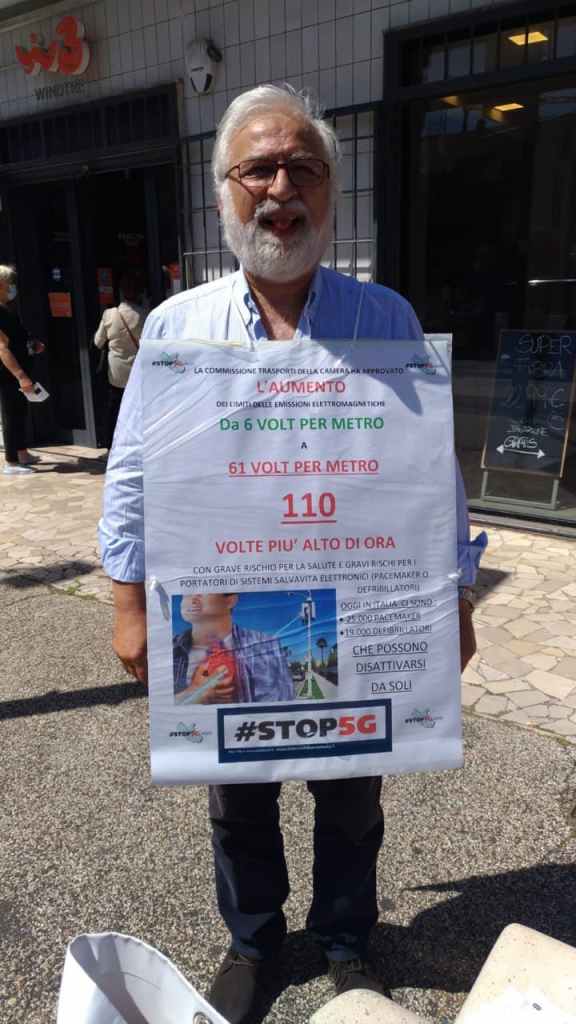 W3
WINDTRE
#STOP5G
LA COMMISSIONE TRASPORTI DELLA CAMERA HA APPROVATO
#STOP5G
L'AUMENTO
DEI LIMITI DELLE EMISSIONI ELETTROMAGNETICHE
Da 6 VOLT PER METRO
A
61 VOLT PER METRO
110
VOLTE PIU' ALTO DI ORA
CON GRAVE RISCHIO PER LA SALUTE E GRAVI RISCHI PER I
PORTATORI DI SISTEMI SALVAVITA ELETTRONICI (PACEMAKER O
DEFRIBILLATORI)
OGGI IN ITALIA CI SONO
• 25.000 PACEMAKER
• 19.000 DEFIBRILLATORI
CHE POSSONO
DISATTIVARSI
DA SOLI
#STOP5G
#STOP5G
#STOP5G
SUPER
FIBRA
€
GRATIS